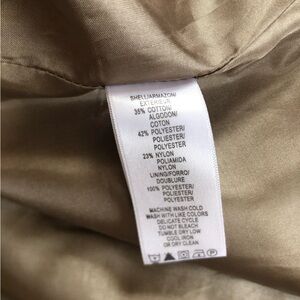 SHELL/ARMAZON/
EXTERIEUR
35% COTTON/
ALGODON/
COTON
42% POLYESTER/
POLIESTER/
POLYESTER
23% NYLON
POLIAMIDA
NYLON
LINING/FORRO/
DOUBLURE
100% POLYESTER/
POLIESTER/
POLYESTER
MACHINE WASH COLD
WASH WITH LIKE COLORS
DELICATE CYCLE
DO NOT BLEACH
TUMBLE DRY LOW
COOL IRON
OR DRY CLEAN